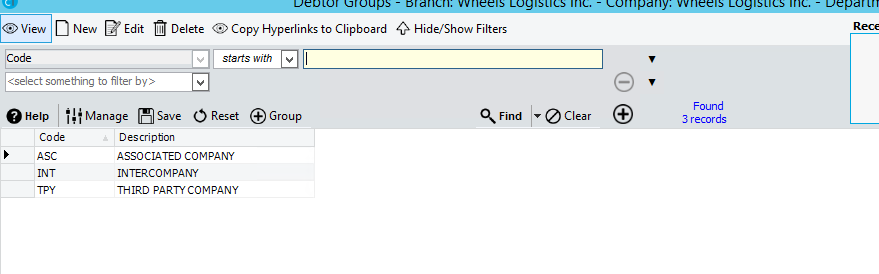 Debtor Groups - Branch: Wheels Logistics Inc. - Company: Wheels Logistics Inc. - Departm
View New Edit Delete Copy Hyperlinks to Clipboard Hide/Show Filters Rece
Code starts with
<select something to filter by>
Help Manage Save Reset Group Find Clear Found
3 records
Code Description
ASC ASSOCIATED COMPANY
INT INTERCOMPANY
TPY THIRD PARTY COMPANY